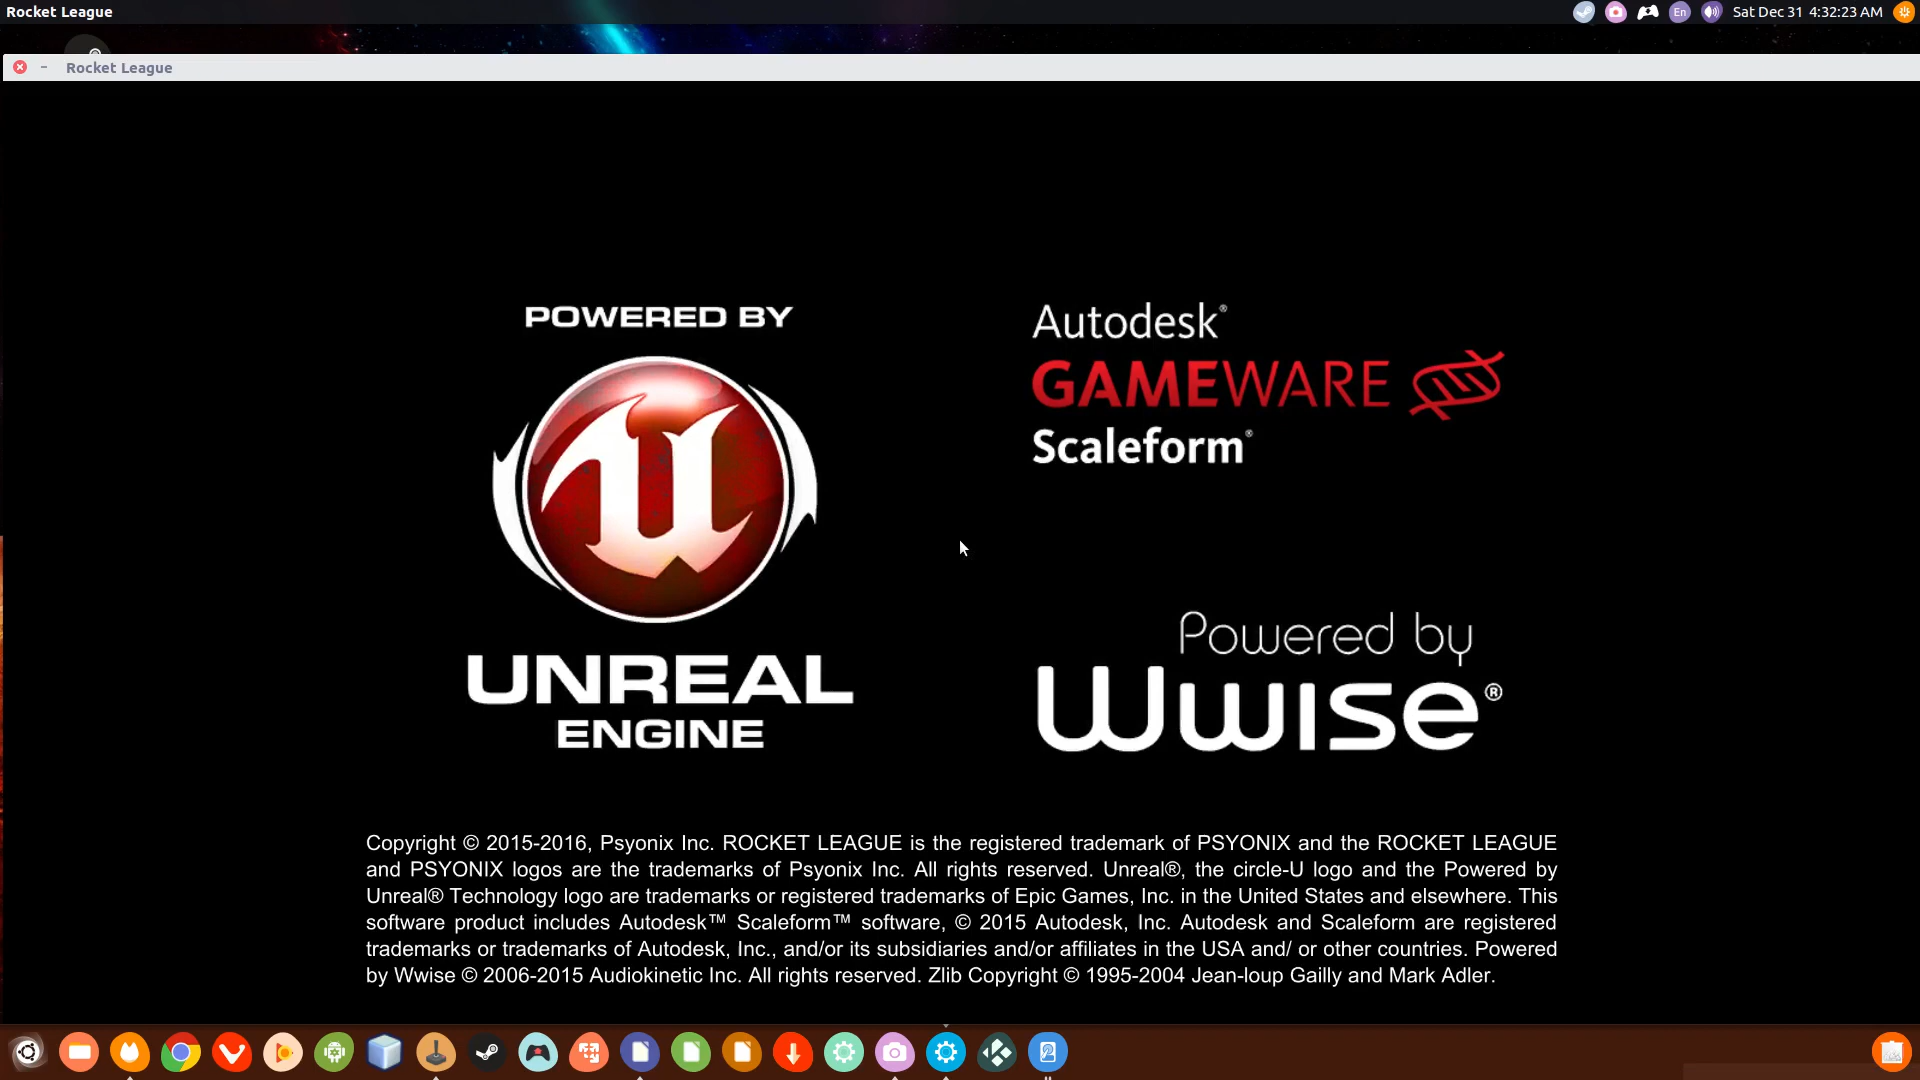 Rocket League
En
Sat Dec 31 4:32:23 AM
Rocket League
POWERED BY
UNREAL
ENGINE
Autodesk®
GAMEWARE
Scaleform®
Powered by
Wwise®
Copyright © 2015-2016, Psyonix Inc. ROCKET LEAGUE is the registered trademark of PSYONIX and the ROCKET LEAGUE
and PSYONIX logos are the trademarks of Psyonix Inc. All rights reserved. Unreal®, the circle-U logo and the Powered by
Unreal® Technology logo are trademarks or registered trademarks of Epic Games, Inc. in the United States and elsewhere. This
software product includes Autodesk™ Scaleform™ software, © 2015 Autodesk, Inc. Autodesk and Scaleform are registered
trademarks or trademarks of Autodesk, Inc., and/or its subsidiaries and/or affiliates in the USA and/ or other countries. Powered
by Wwise © 2006-2015 Audiokinetic Inc. All rights reserved. Zlib Copyright © 1995-2004 Jean-loup Gailly and Mark Adler.